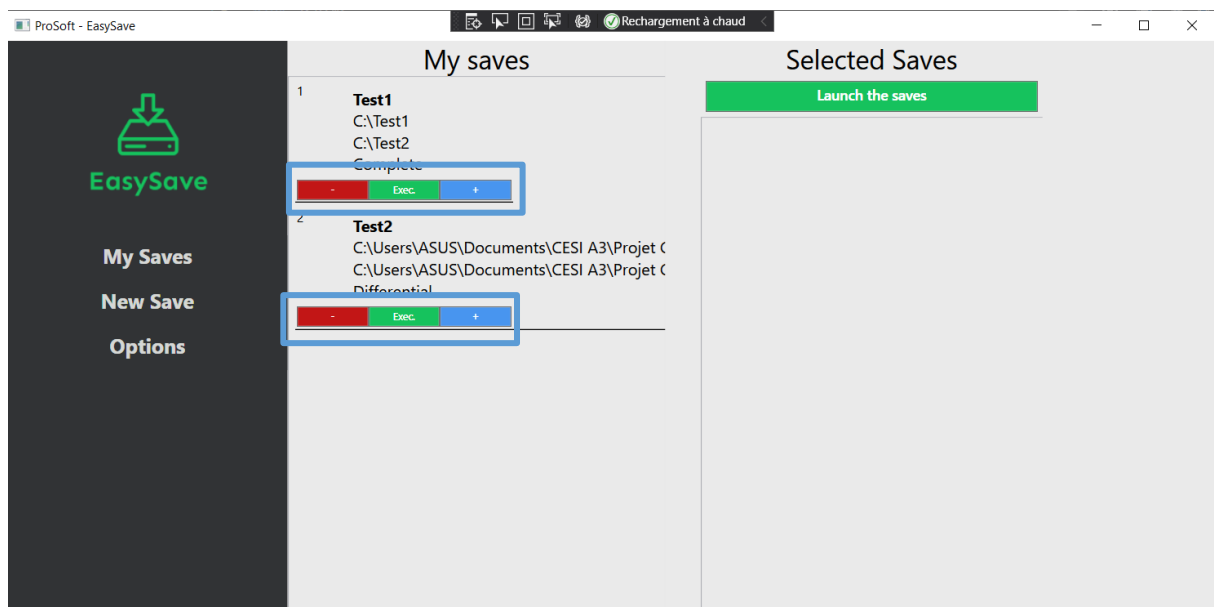 ProSoft - EasySave
Rechargement à chaud
EasySave
My Saves
New Save
Options
My saves
1
Test1
C:\Test1
C:\Test2
Complete
- Exec. +
2
Test2
C:\Users\ASUS\Documents\CESI A3\Projet
C:\Users\ASUS\Documents\CESI A3\Projet
Differential
- Exec. +
Selected Saves
Launch the saves